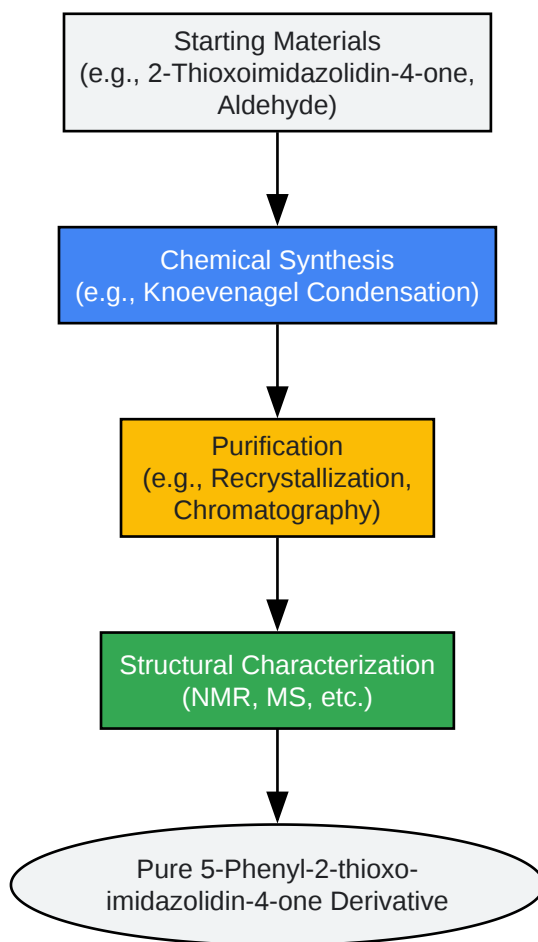 Starting Materials
(e.g., 2-Thioxoimidazolidin-4-one,
Aldehyde)
Chemical Synthesis
(e.g., Knoevenagel Condensation)
Purification
(e.g., Recrystallization,
Chromatography)
Structural Characterization
(NMR, MS, etc.)
Pure 5-Phenyl-2-thioxo-
imidazolidin-4-one Derivative